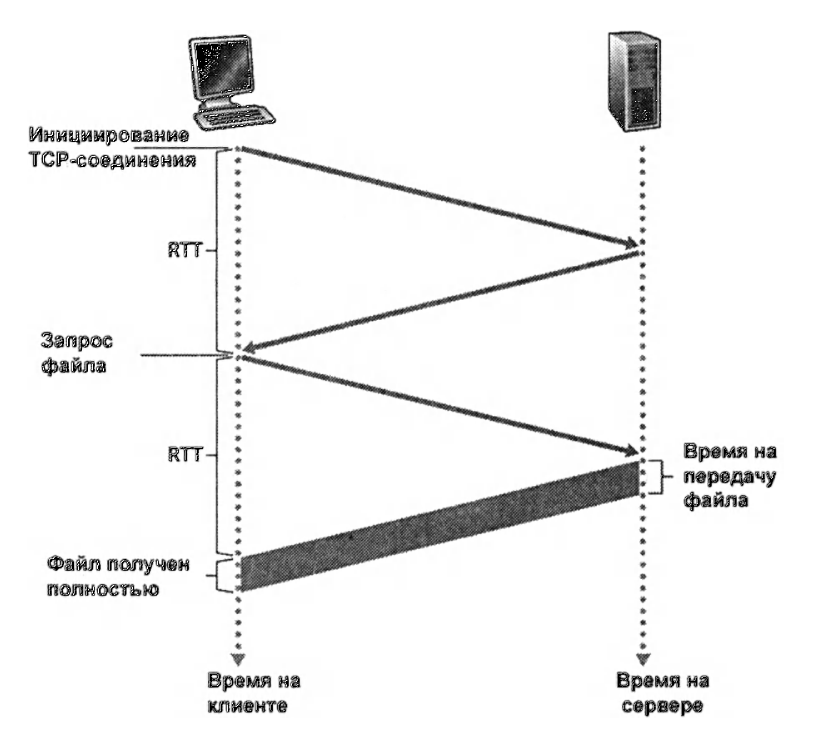 Инициирование
TCP-соединения
RTT
Запрос
файла
RTT
Время на
передачу
файла
Файл получен
полностью
Время на
клиенте
Время на
сервере